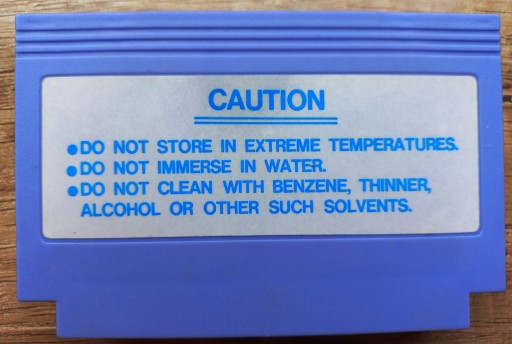 CAUTION
●DO NOT STORE IN EXTREME TEMPERATURES.
●DO NOT IMMERSE IN WATER.
●DO NOT CLEAN WITH BENZENE, THINNER,
ALCOHOL OR OTHER SUCH SOLVENTS.